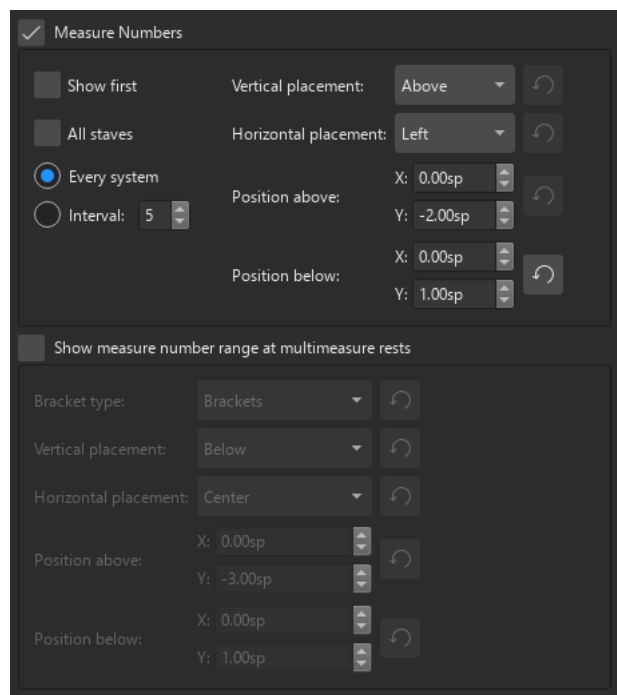 Measure Numbers
Show first
Vertical placement: Above
All staves
Horizontal placement: Left
Every system
Interval: 5
Position above:
X: 0.00sp
Y: -2.00sp
Position below:
X: 0.00sp
Y: 1.00sp
Show measure number range at multimeasure rests
Bracket type: Brackets
Vertical placement: Below
Horizontal placement: Center
Position above:
X: 0.00sp
Y: -3.00sp
Position below:
X: 0.00sp
Y: 1.00sp